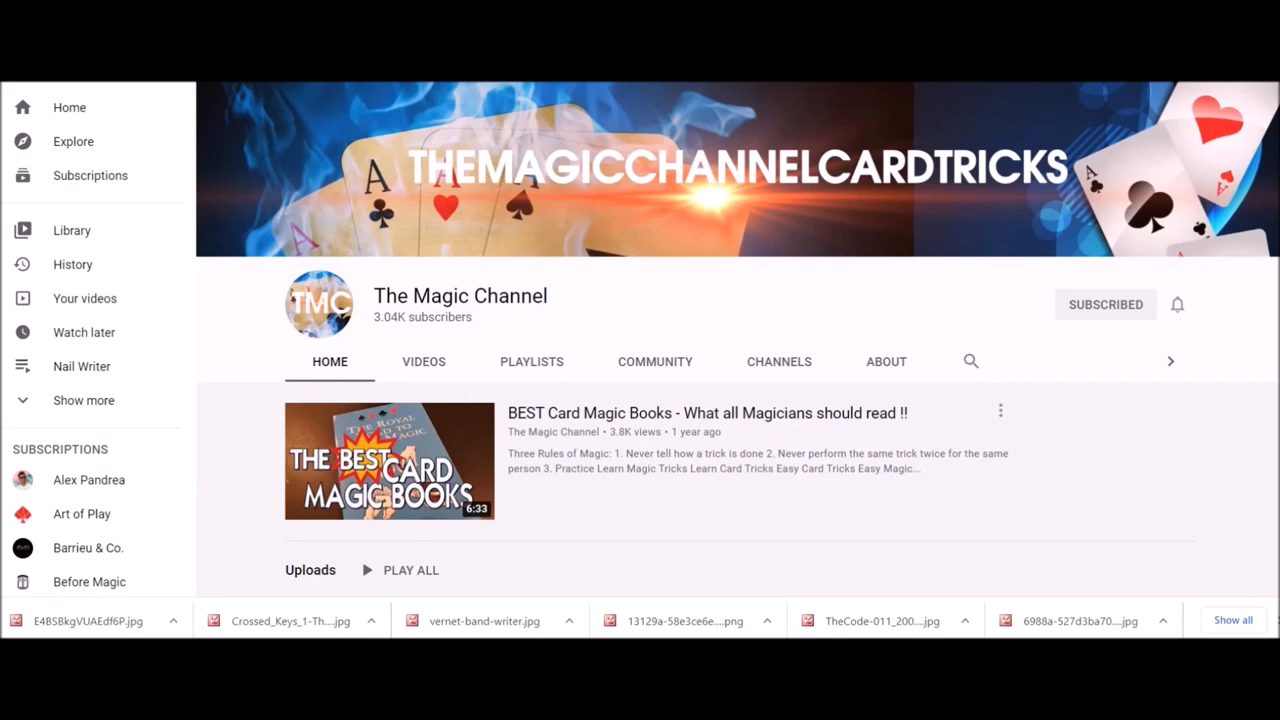 Home
Explore
Subscriptions
Library
History
Your videos
Watch later
Nail Writer
Show more
SUBSCRIPTIONS
Alex Pandrea
Art of Play
Barrieu & Co.
Before Magic
THEMAGICCHANNELCARDTRICKS
A
A
A
A
A
A
TMC
The Magic Channel
3.04K subscribers
SUBSCRIBED
HOME VIDEOS PLAYLISTS COMMUNITY CHANNELS ABOUT
THE ROYAL
ROAD TO
MAGIC
THE BEST
CARD
MAGIC BOOKS
6:33
BEST Card Magic Books - What all Magicians should read !!
The Magic Channel • 3.8K views • 1 year ago
Three Rules of Magic: 1. Never tell how a trick is done 2. Never perform the same trick twice for the same
person 3. Practice Learn Magic Tricks Learn Card Tricks Easy Card Tricks Easy Magic...
Uploads PLAY ALL
E4BSBkgVUAEdf6P.jpg Crossed_Keys_1-Th....jpg vernet-band-writer.jpg 13129a-58e3ce6e....png TheCode-011_200....jpg 6988a-527d3ba70....jpg Show all